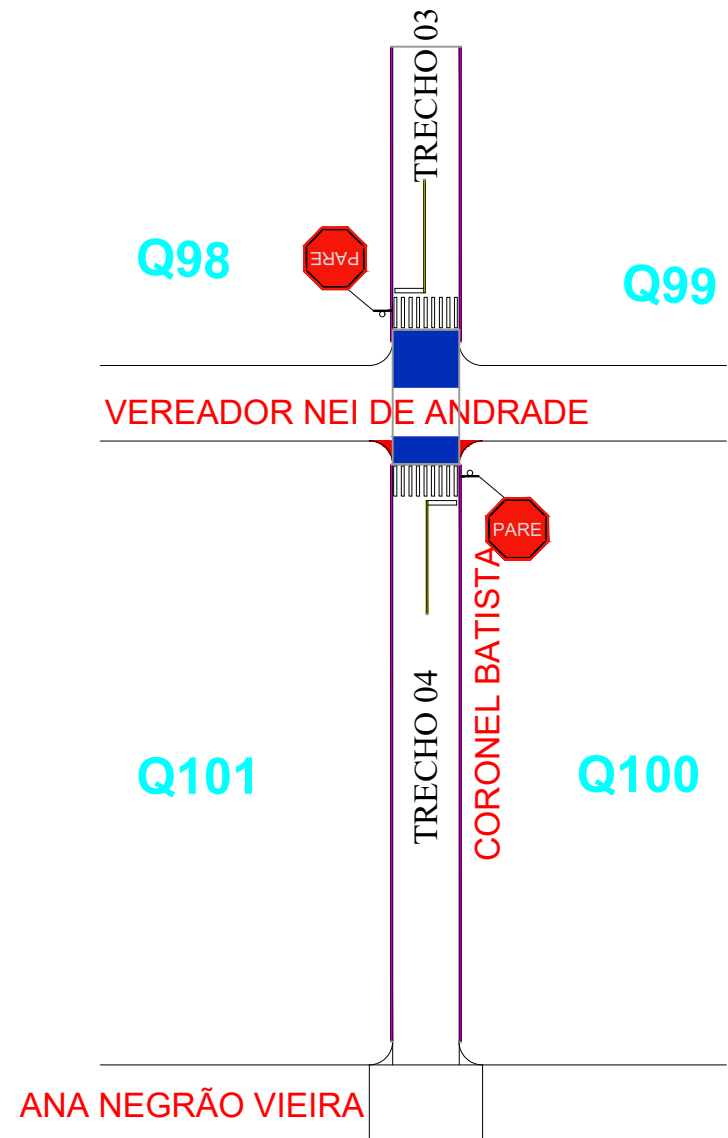 TRECHO 03
Q98
PARE
Q99
VEREADOR NEI DE ANDRADE
PARE
CORONEL BATISTA
TRECHO 04
Q101
Q100
ANA NEGRÃO VIEIRA